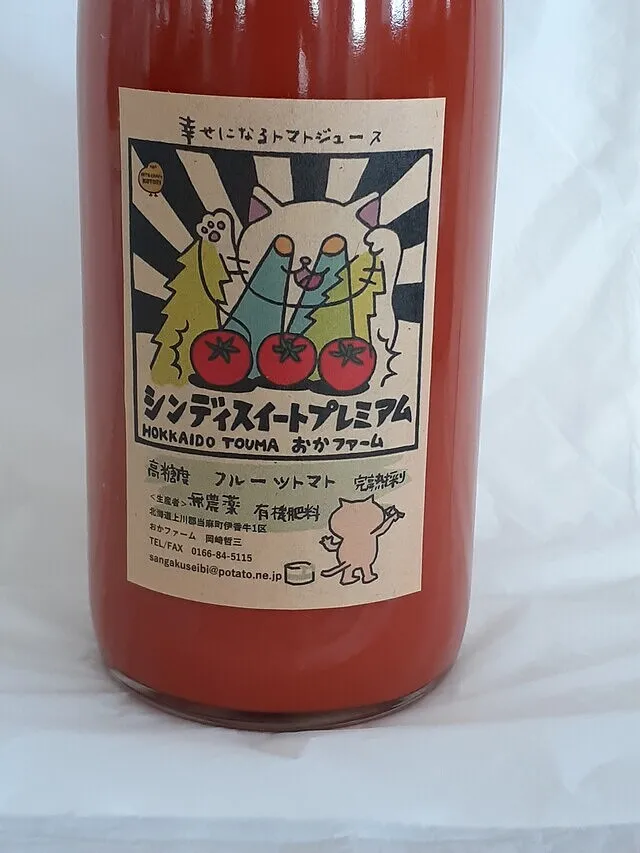 幸せになるトマトジュース
シンディスイートプレミアム
HOKKAIDO TOUMA おかファーム
高糖度 フルーツトマト 完熟採り
<生産者> 無農薬 有機肥料
北海道上川郡当麻町伊香牛1区
おかファーム 岡崎哲三
TEL/FAX 0166-84-5115
sangakuseibi@potato.ne.jp